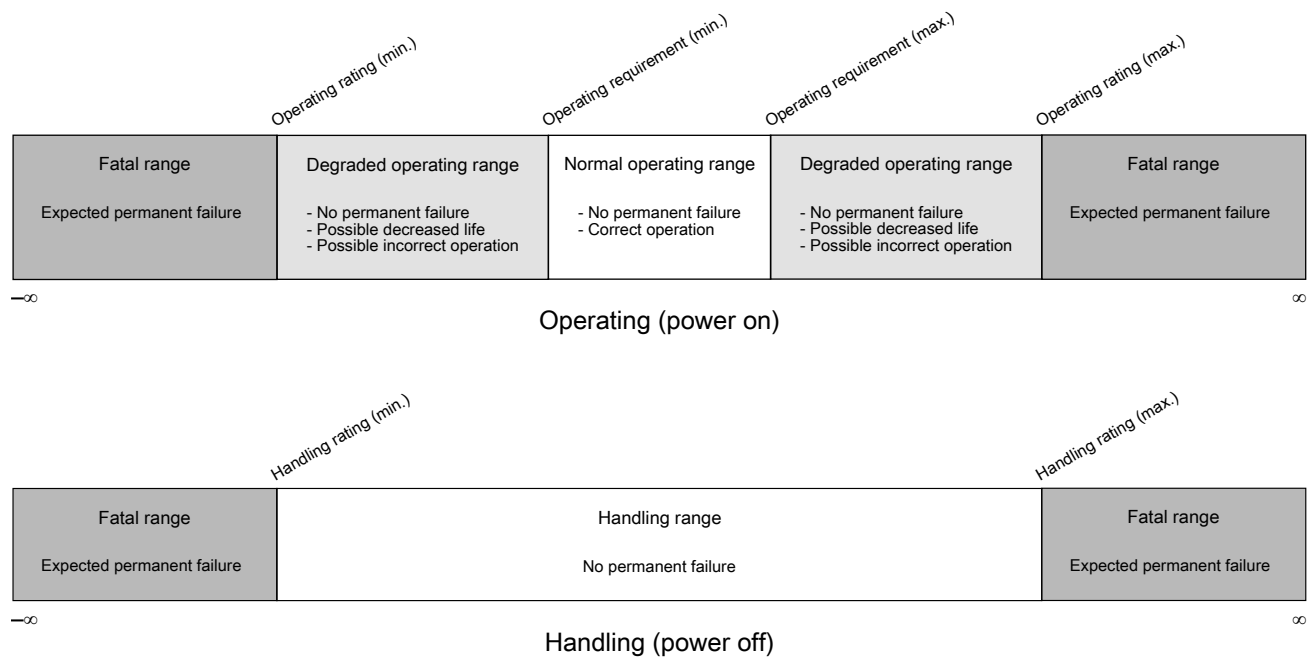 Operating rating (min.)
Operating requirement (min.)
Operating requirement (max.)
Operating rating (max.)
Fatal range
Expected permanent failure
Degraded operating range
- No permanent failure
- Possible decreased life
- Possible incorrect operation
Normal operating range
- No permanent failure
- Correct operation
Degraded operating range
- No permanent failure
- Possible decreased life
- Possible incorrect operation
Fatal range
Expected permanent failure
–∞
∞
Operating (power on)
Handling rating (min.)
Handling rating (max.)
Fatal range
Expected permanent failure
Handling range
No permanent failure
Fatal range
Expected permanent failure
–∞
∞
Handling (power off)